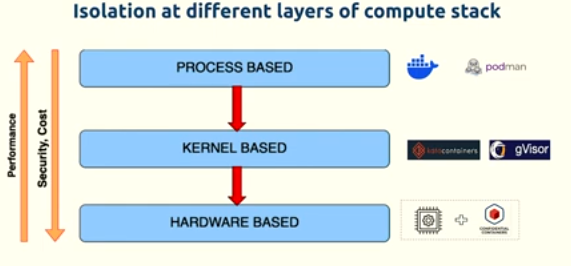 Isolation at different layers of compute stack
PROCESS BASED
podman
KERNEL BASED
katacontainers
gVisor
HARDWARE BASED
CONFIDENTIAL
CONTAINERS
Performance
Security, Cost